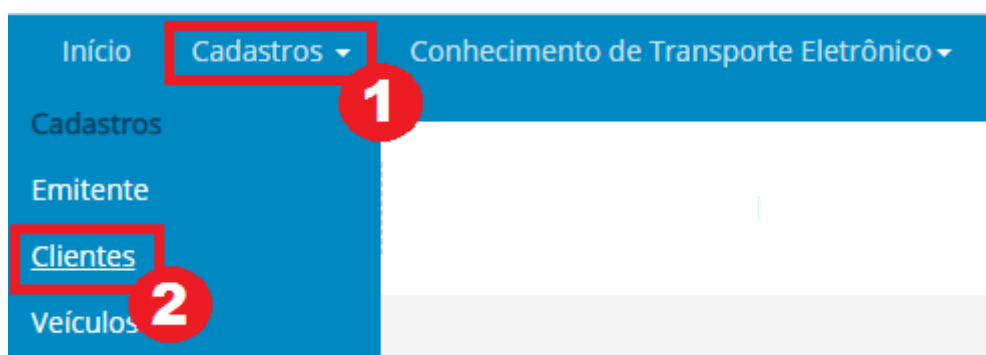 Início Cadastros Conhecimento de Transporte Eletrônico
1
Cadastros
Emitente
Clientes
2
Veículos